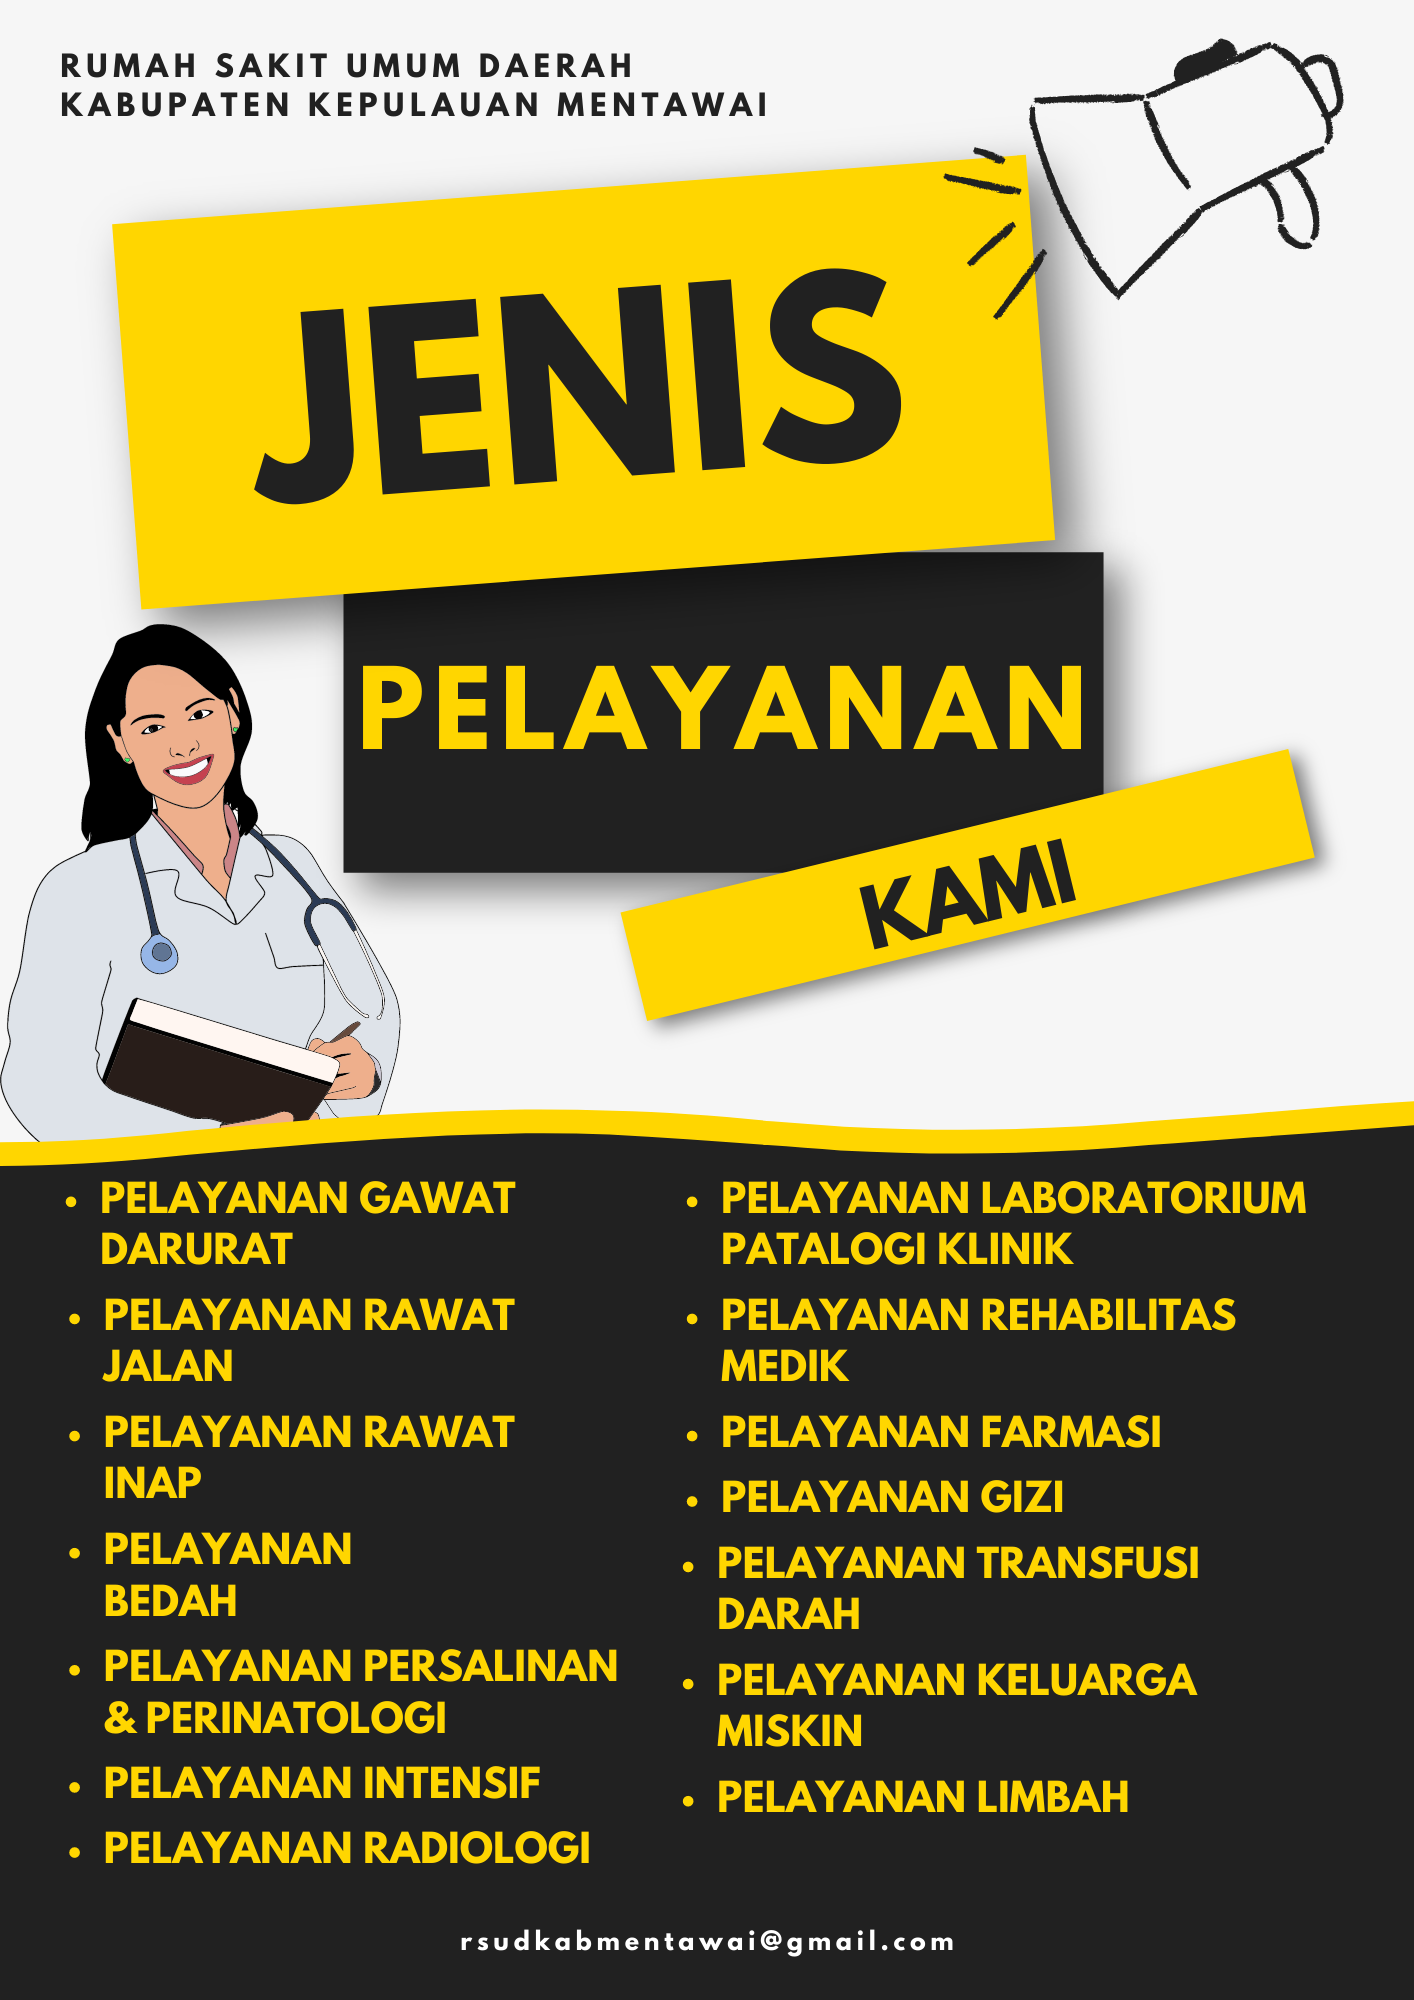 RUMAH SAKIT UMUM DAERAH
KABUPATEN KEPULAUAN MENTAWAI
JENIS
PELAYANAN
KAMI
• PELAYANAN GAWAT
DARURAT
• PELAYANAN RAWAT
JALAN
• PELAYANAN RAWAT
INAP
• PELAYANAN
BEDAH
• PELAYANAN PERSALINAN
& PERINATOLOGI
• PELAYANAN INTENSIF
• PELAYANAN RADIOLOGI
• PELAYANAN LABORATORIUM
PATALOGI KLINIK
• PELAYANAN REHABILITAS
MEDIK
• PELAYANAN FARMASI
• PELAYANAN GIZI
• PELAYANAN TRANSFUSI
DARAH
• PELAYANAN KELUARGA
MISKIN
• PELAYANAN LIMBAH
rsudkabmentawai@gmail.com